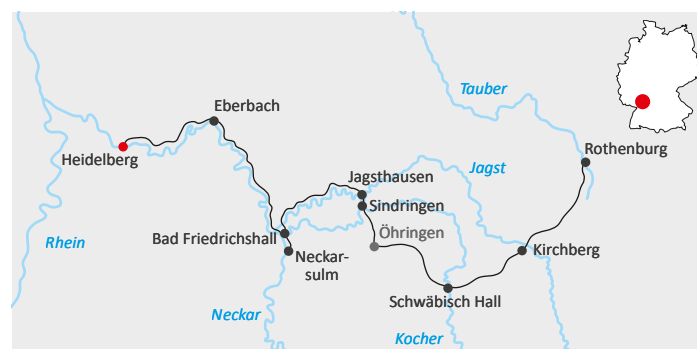 Tauber
Eberbach
Heidelberg
Rothenburg
Jagst
Jagsthausen
Sindringen
Öhringen
Rhein
Bad Friedrichshall
Kirchberg
Neckar-
sulm
Schwäbisch Hall
Neckar
Kocher